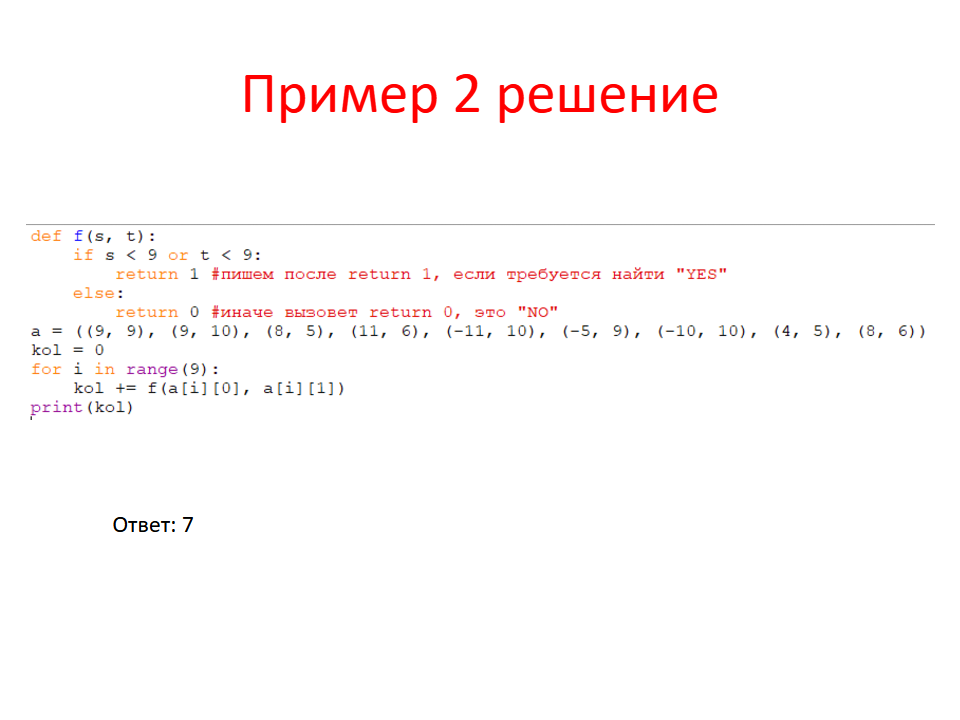 Пример 2 решение
def f(s, t):
    if s < 9 or t < 9:
        return 1 #пишем после return 1, если требуется найти "YES"
    else:
        return 0 #иначе вызовет return 0, это "NO"
a = ((9, 9), (9, 10), (8, 5), (11, 6), (-11, 10), (-5, 9), (-10, 10), (4, 5), (8, 6))
kol = 0
for i in range(9):
    kol += f(a[i][0], a[i][1])
print(kol)
Ответ: 7